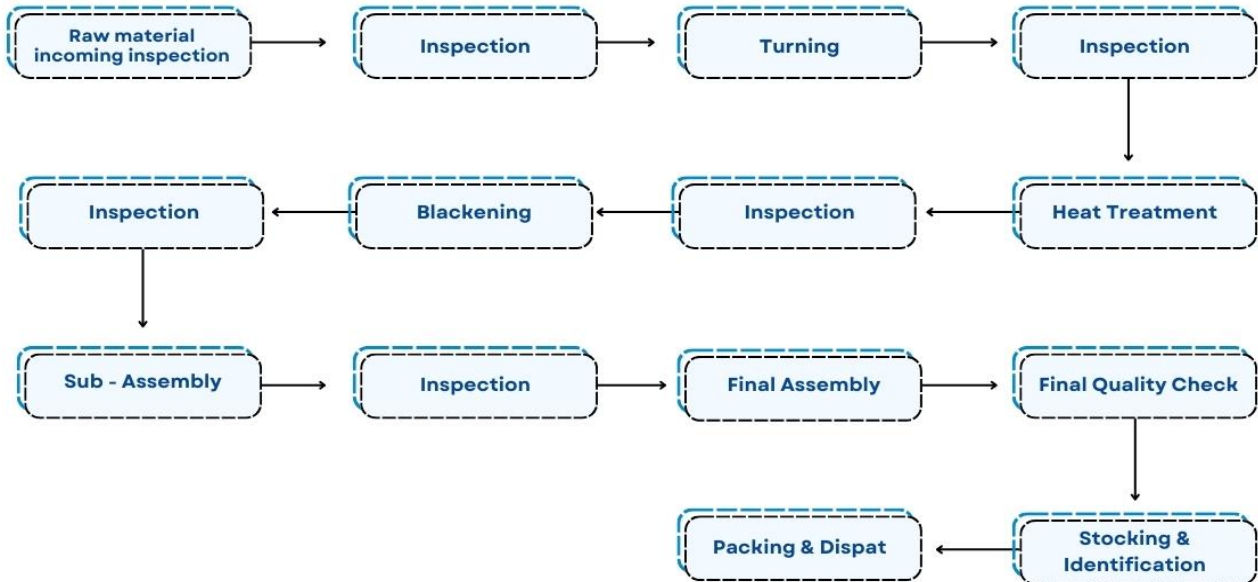 Raw material
incoming inspection
Inspection
Turning
Inspection
Heat Treatment
Inspection
Blackening
Inspection
Sub - Assembly
Inspection
Final Assembly
Final Quality Check
Stocking &
Identification
Packing & Dispat